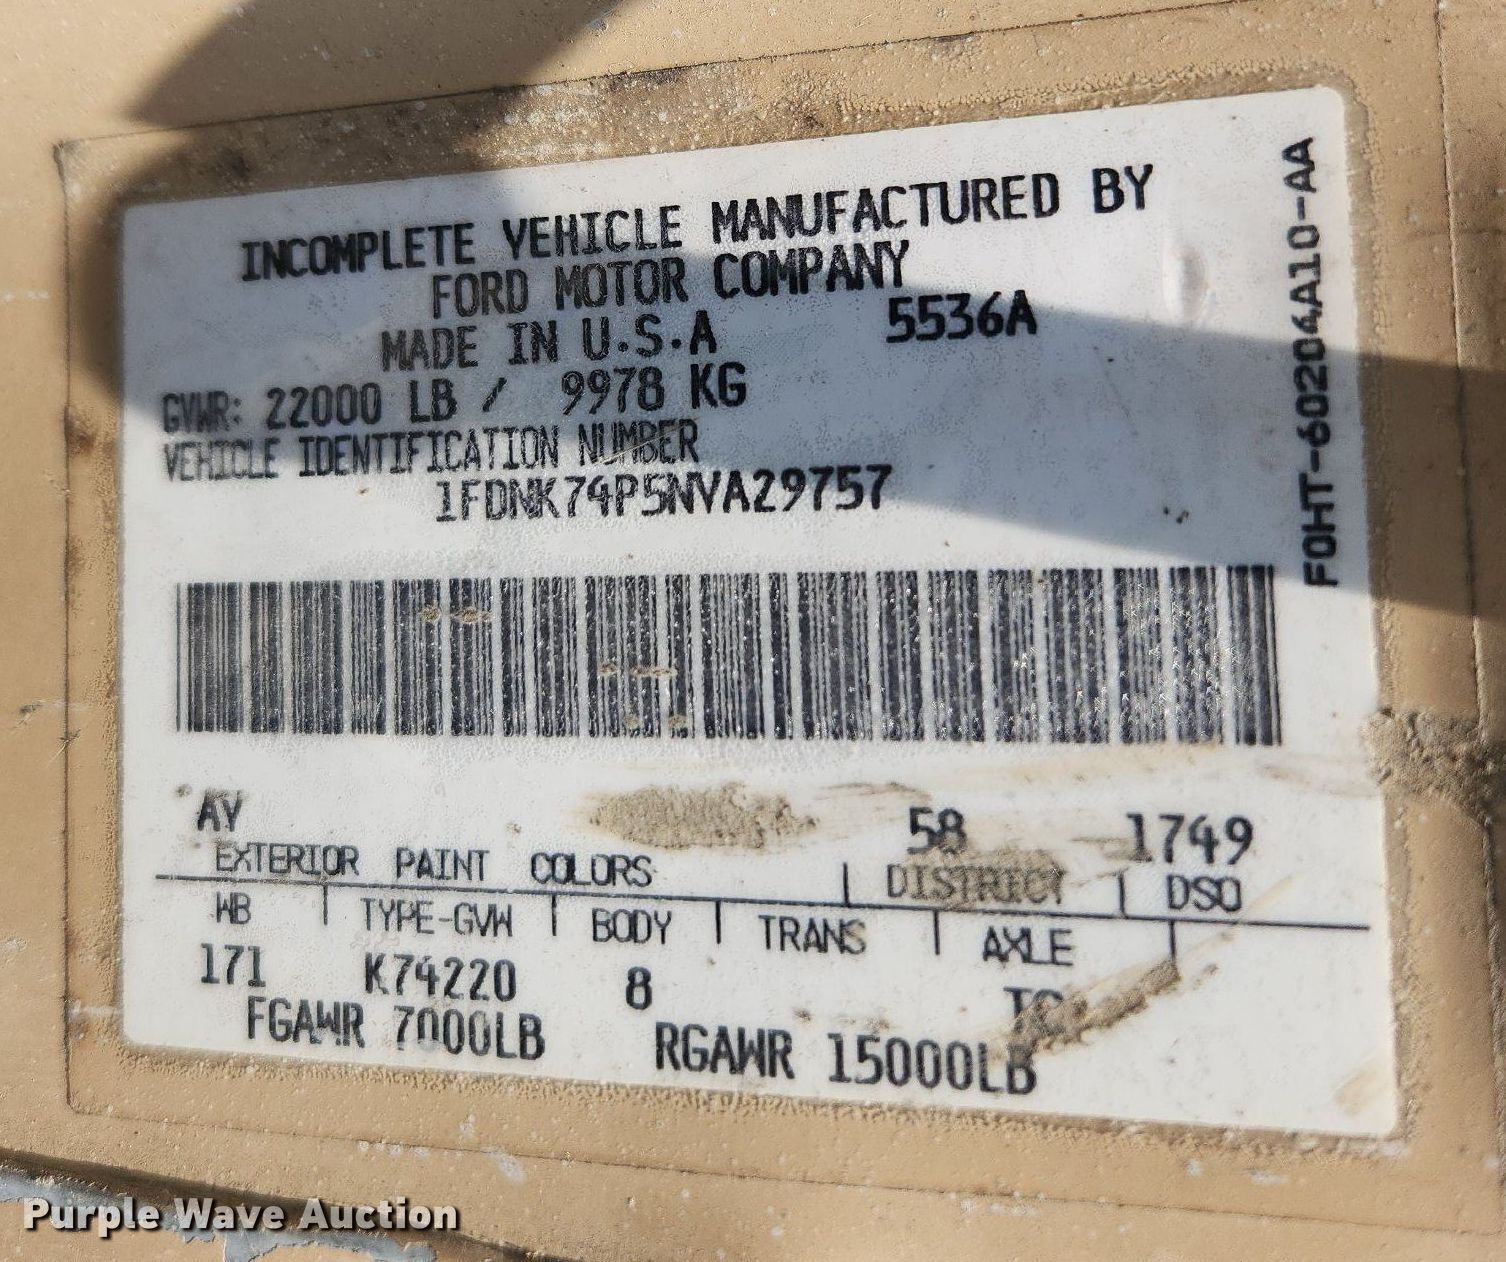 INCOMPLETE VEHICLE MANUFACTURED BY
FORD MOTOR COMPANY
MADE IN U.S.A 5536A
GVWR: 22000 LB / 9978 KG
VEHICLE IDENTIFICATION NUMBER
1FDNK74P5NVA29757
F0HT-60204A10-AA
AY 58 1749
EXTERIOR PAINT COLORS DISTRICT DSO
WB TYPE-GVW BODY TRANS AXLE
171 K74220 8
FGAWR 7000LB RGAWR 15000LB
Purple Wave Auction